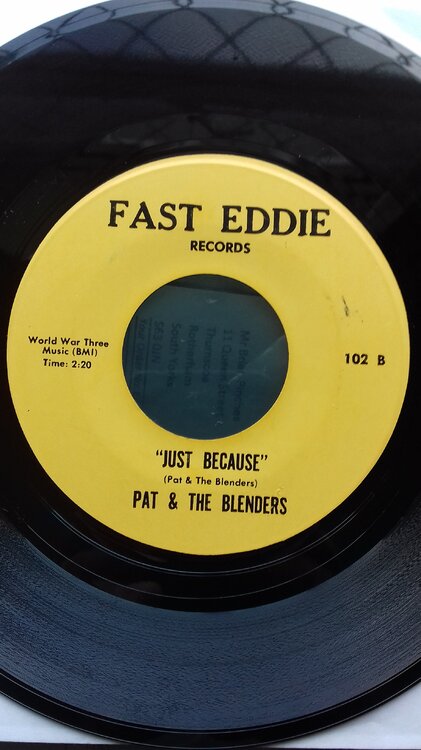 FAST EDDIE
RECORDS
World War Three
Music (BMI)
Time: 2:20
102 B
"JUST BECAUSE"
(Pat & The Blenders)
PAT & THE BLENDERS